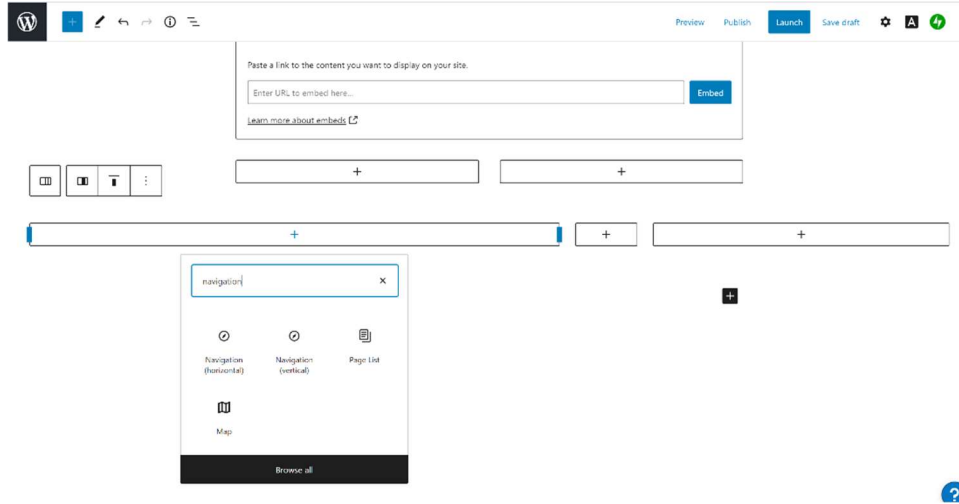 Preview Publish Launch Save draft A
Paste a link to the content you want to display on your site.
Enter URL to embed here... Embed
Learn more about embeds
navigation
Navigation (horizontal)
Navigation (vertical)
Page List
Map
Browse all
?